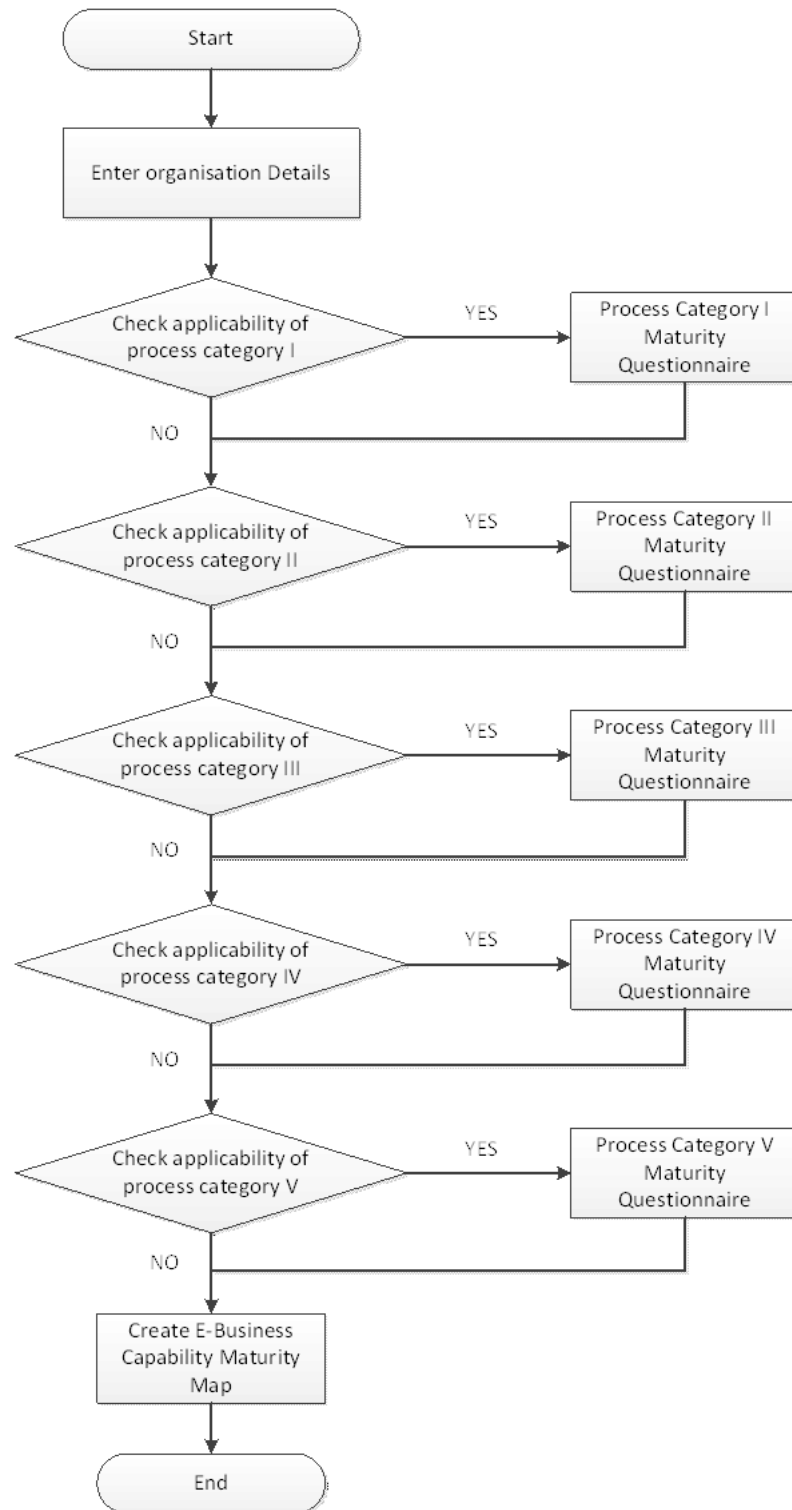 Start
Enter organisation Details
Check applicability of
process category I
YES
Process Category I
Maturity
Questionnaire
NO
Check applicability of
process category II
YES
Process Category II
Maturity
Questionnaire
NO
Check applicability of
process category III
YES
Process Category III
Maturity
Questionnaire
NO
Check applicability of
process category IV
YES
Process Category IV
Maturity
Questionnaire
NO
Check applicability of
process category V
YES
Process Category V
Maturity
Questionnaire
NO
Create E-Business
Capability Maturity
Map
End